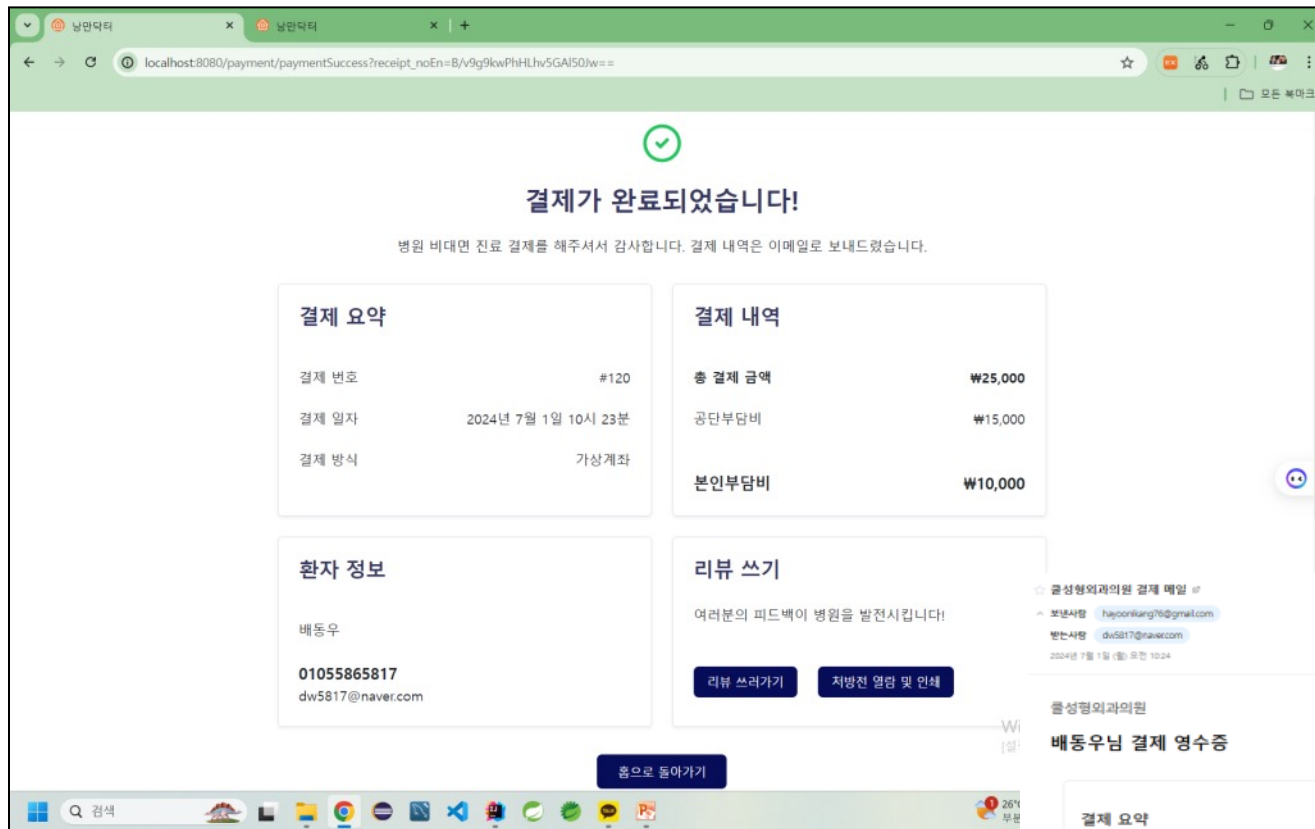 낭만닥터
낭만닥터
localhost:8080/payment/paymentSuccess?receipt_noEn=B/v9g9kwPhHLhv5GAl50Jw==
모든 북마크
결제가 완료되었습니다!
병원 비대면 진료 결제를 해주셔서 감사합니다. 결제 내역은 이메일로 보내드렸습니다.
결제 요약
결제 번호 #120
결제 일자 2024년 7월 1일 10시 23분
결제 방식 가상계좌
결제 내역
총 결제 금액 ₩25,000
공단부담비 ₩15,000
본인부담비 ₩10,000
환자 정보
배동우
01055865817
dw5817@naver.com
리뷰 쓰기
여러분의 피드백이 병원을 발전시킵니다!
리뷰 쓰러가기 처방전 열람 및 인쇄
홈으로 돌아가기
쿨성형외과의원 결제 메일
보낸사람 hayoonkang76@gmail.com
받는사람 dw5817@naver.com
2024년 7월 1일 (월) 오전 10:24
쿨성형외과의원
배동우님 결제 영수증
결제 요약
Wi
[설
검색
1
26°C